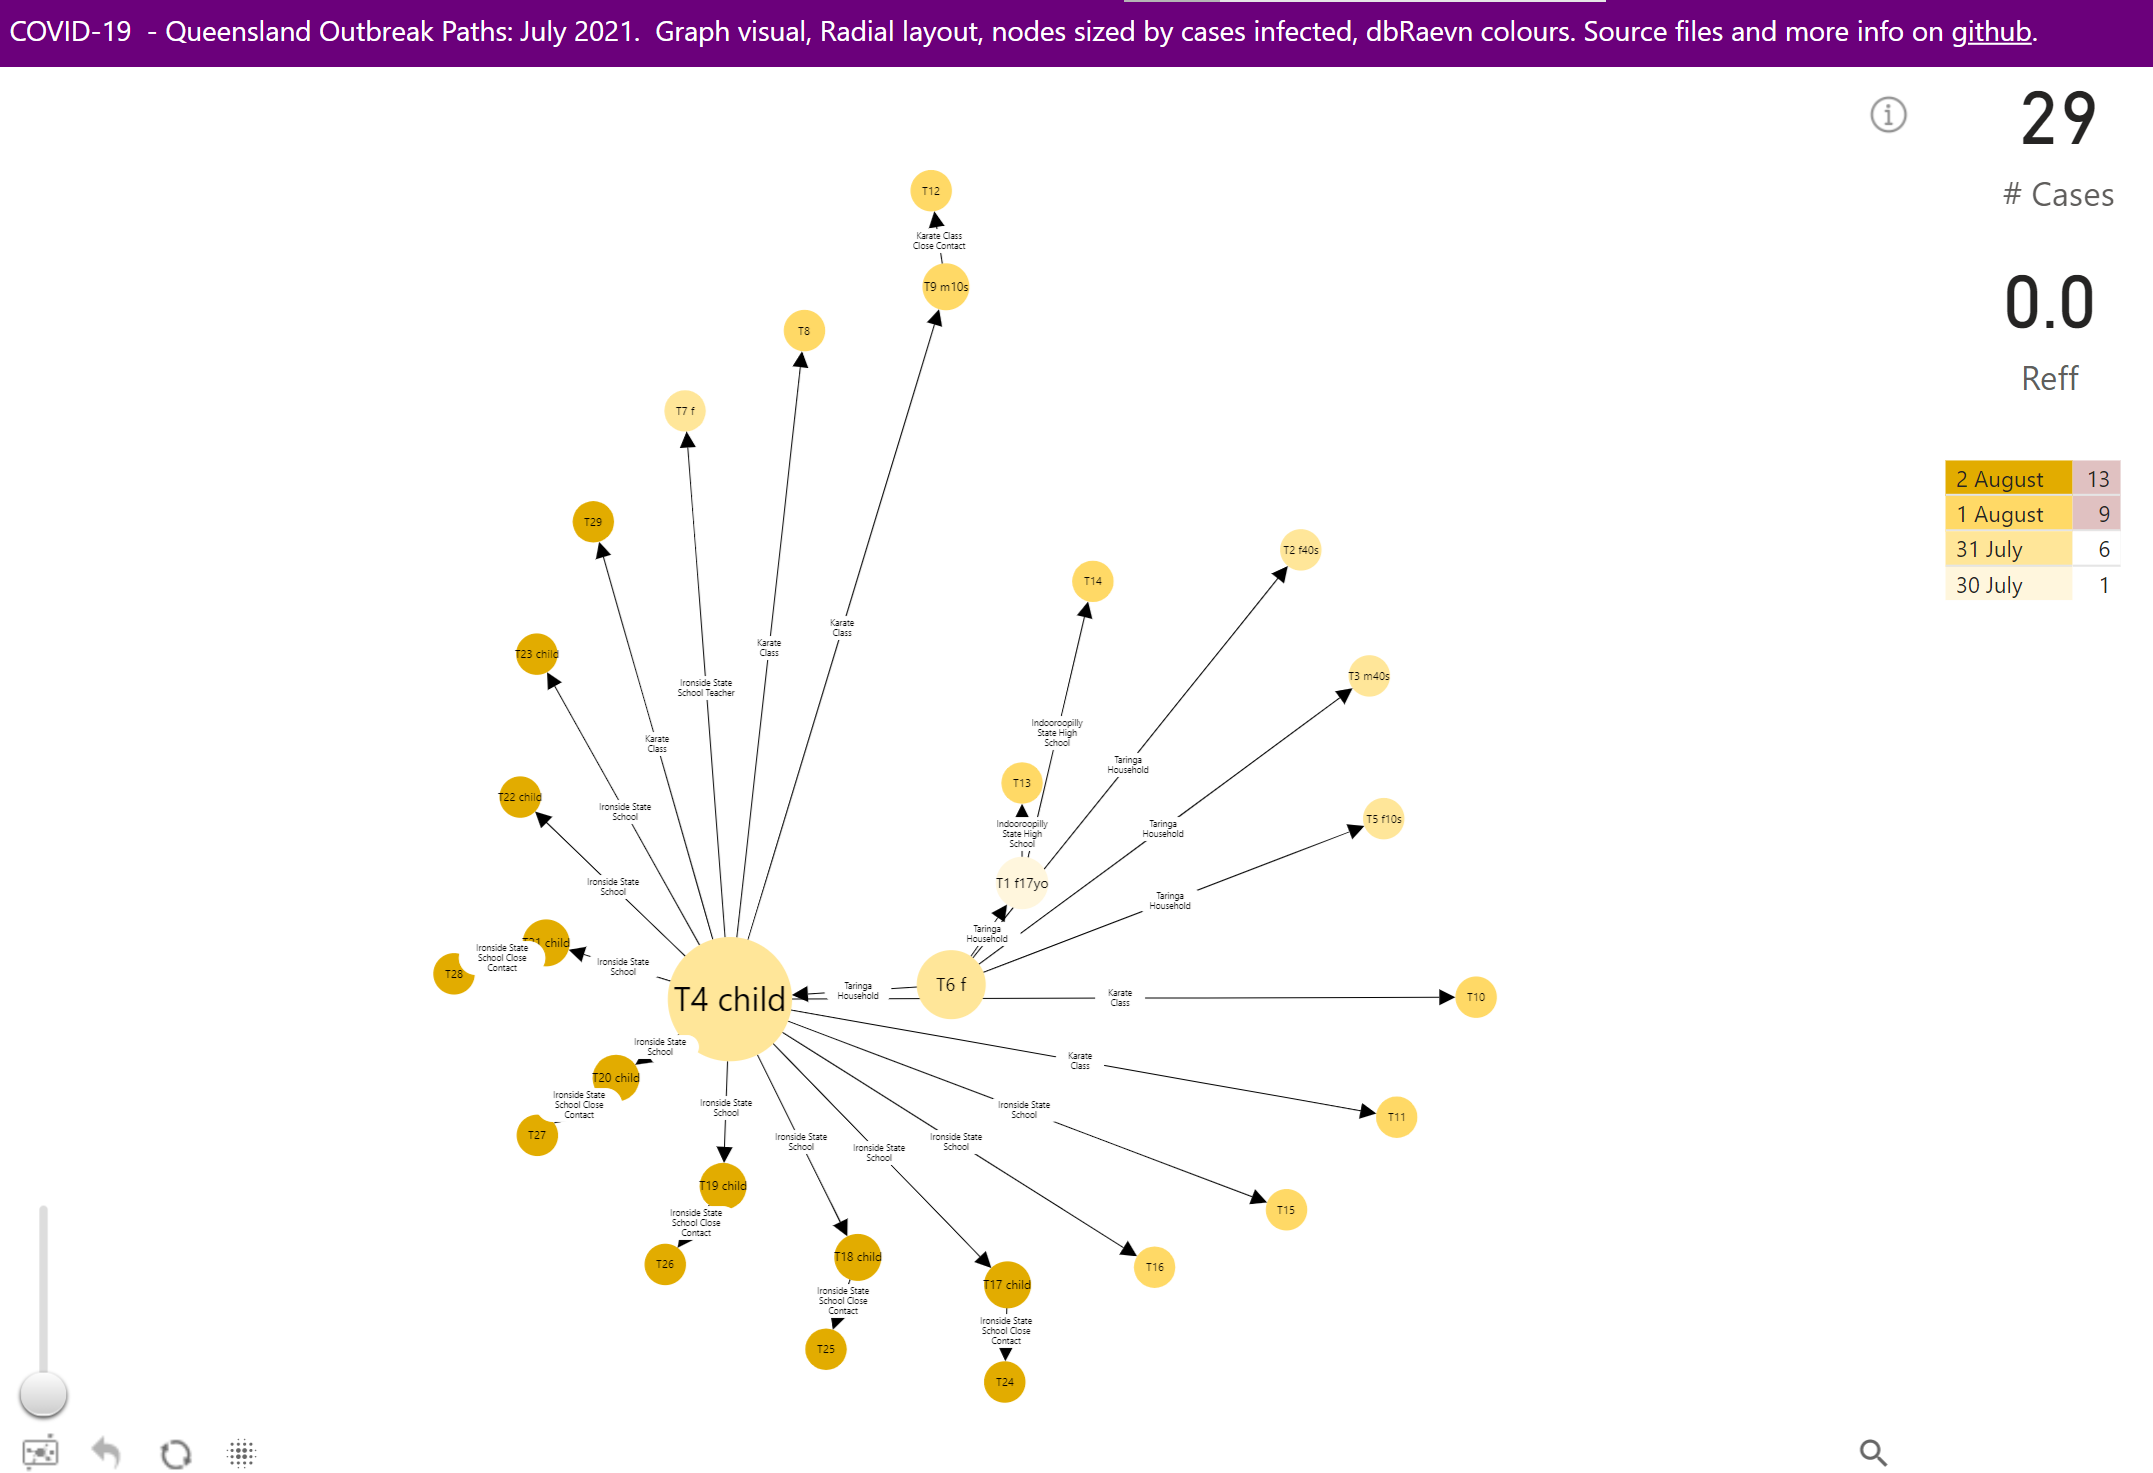 COVID-19 - Queensland Outbreak Paths: July 2021. Graph visual, Radial layout, nodes sized by cases infected, dbRaevn colours. Source files and more info on github.
29
# Cases
0.0
Reff
2 August 13
1 August 9
31 July 6
30 July 1
T12
Karate Class
Close Contact
T9 m10s
T8
T7 f
T29
T2 f40s
T14
Karate
Class
Karate
Class
T23 child
T3 m40s
Ironside State
School Teacher
Indooroopilly
State High
School
Karate
Class
Taringa
Household
T13
T22 child
Ironside State
School
Indooroopilly
State High
School
Taringa
Household
T5 f10s
Ironside State
School
T1 f17yo
Taringa
Household
Taringa
Household
child
Ironside State
School Close
Contact
T28
Ironside State
School
T4 child
Taringa
Household
T6 f
Karate
Class
T10
Ironside State
School
Karate
Class
T20 child
Ironside State
School Close
Contact
T27
Ironside State
School
Ironside State
School
T11
Ironside State
School
Ironside State
School
Ironside State
School
T19 child
T15
Ironside State
School Close
Contact
T26
T18 child
T16
T17 child
Ironside State
School Close
Contact
T25
Ironside State
School Close
Contact
T24